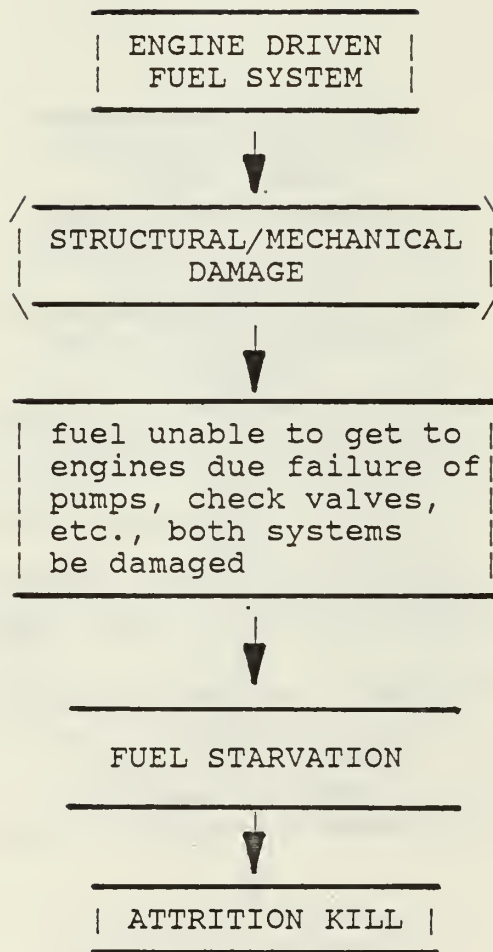 ENGINE DRIVEN
FUEL SYSTEM
STRUCTURAL/MECHANICAL
DAMAGE
fuel unable to get to
engines due failure of
pumps, check valves,
etc., both systems
be damaged
FUEL STARVATION
ATTRITION KILL